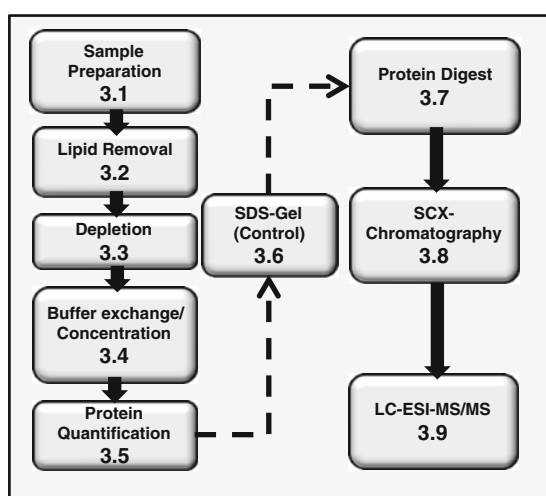 Sample
Preparation
3.1
Lipid Removal
3.2
Depletion
3.3
Buffer exchange/
Concentration
3.4
Protein
Quantification
3.5
SDS-Gel
(Control)
3.6
Protein Digest
3.7
SCX-
Chromatography
3.8
LC-ESI-MS/MS
3.9